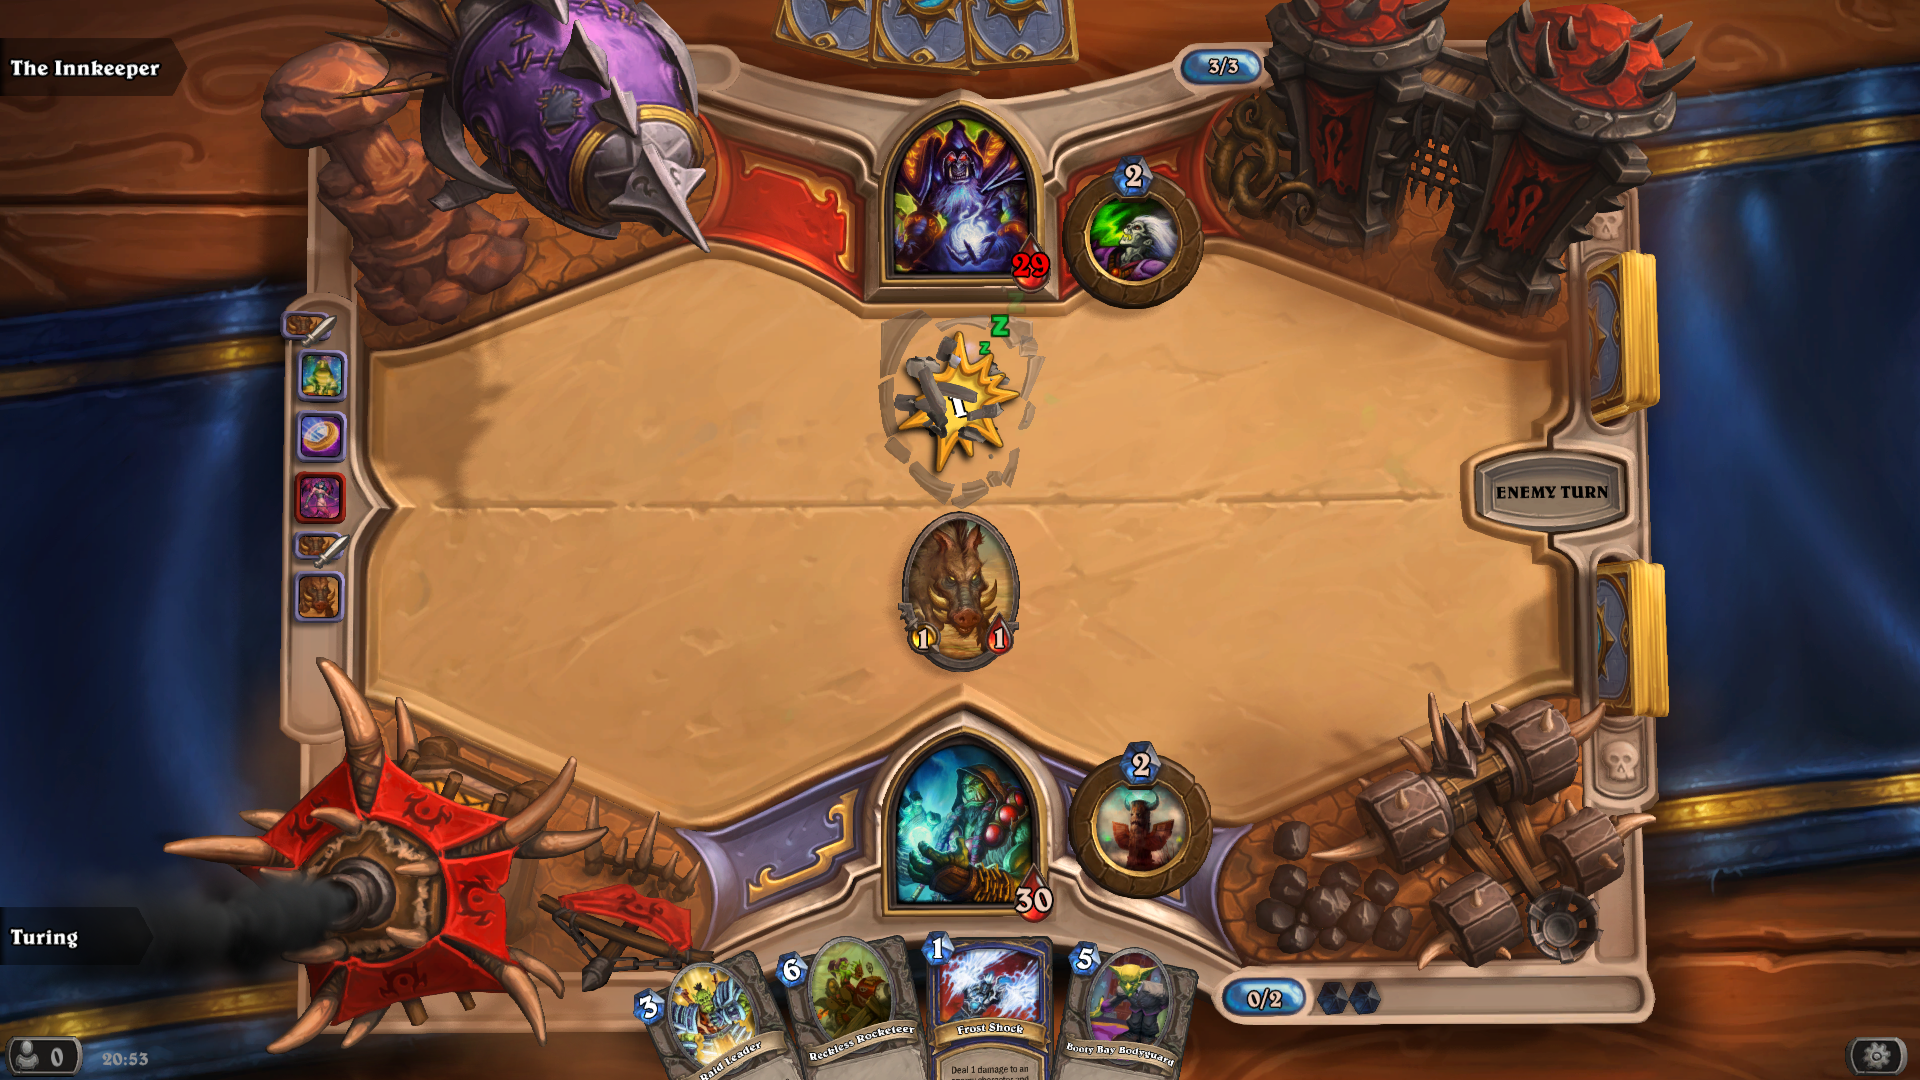 The Innkeeper
3/3
2
29
z
z
1
ENEMY TURN
1 1
2
30
Turing
3
6
1
5
0/2
Raid Leader
Reckless Rocketeer
Frost Shock
Booty Bay Bodyguard
Deal 1 damage to an
0
20:53